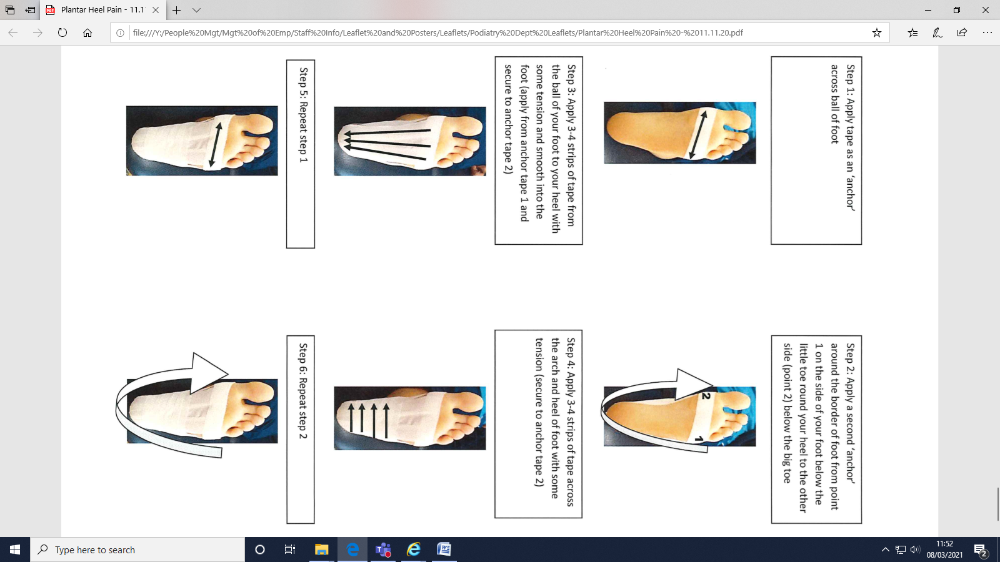 Plantar Heel Pain - 11.1
file:///Y:/People%20Mgt/Mgt%20of%20Emp/Staff%20Info/Leaflet%20and%20Posters/Leaflets/Podiatry%20Dept%20Leaflets/Plantar%20Heel%20Pain%20-%2011.11.20.pdf
Step 1: Apply tape as an ‘anchor’
across ball of foot
Step 2: Apply a second ‘anchor’
around the border of foot from point
1 on the side of your foot below the
little toe round your heel to the other
side (point 2) below the big toe
2
1
Step 3: Apply 3-4 strips of tape from
the ball of your foot to your heel with
some tension and smooth into the
foot (apply from anchor tape 1 and
secure to anchor tape 2)
Step 4: Apply 3-4 strips of tape across
the arch and heel of foot with some
tension (secure to anchor tape 2)
Step 5: Repeat step 1
Step 6: Repeat step 2
Type here to search
11:52
08/03/2021
2